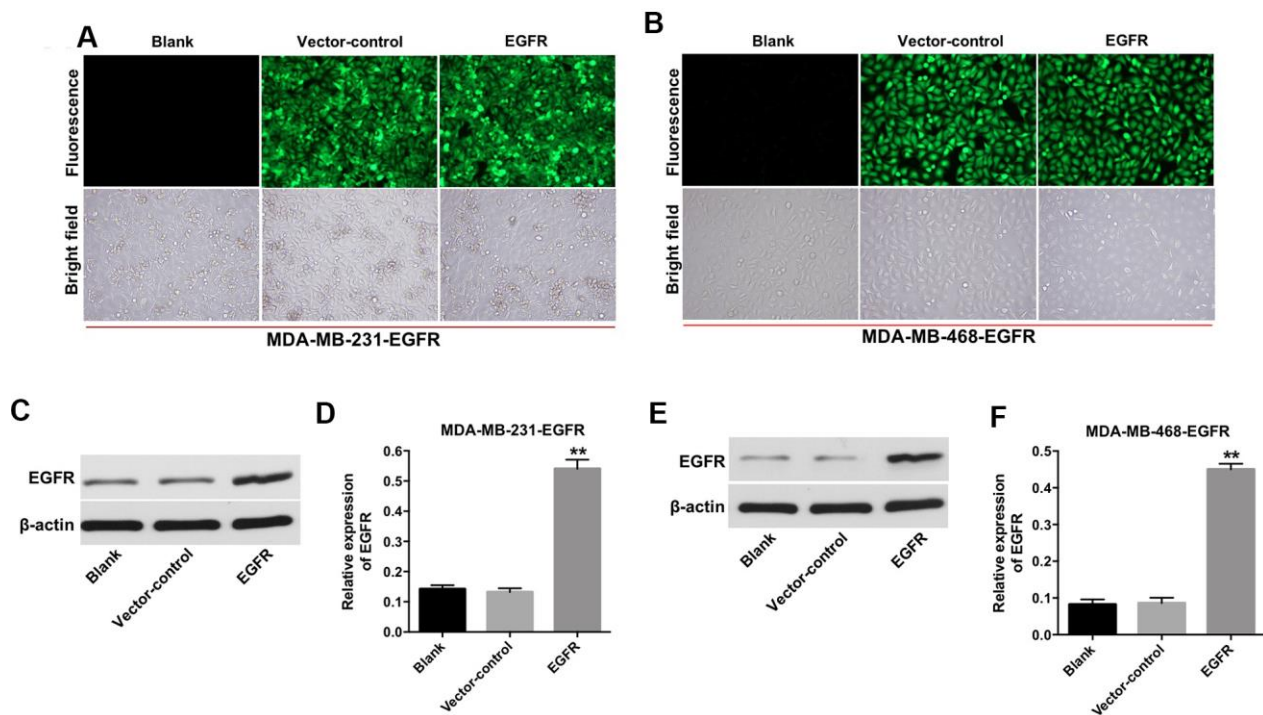 A
Blank Vector-control EGFR
Fluorescence
Bright field
MDA-MB-231-EGFR
B
Blank Vector-control EGFR
Fluorescence
Bright field
MDA-MB-468-EGFR
C
EGFR
β-actin
Blank Vector-control EGFR
D
MDA-MB-231-EGFR
Relative expression
of EGFR
0.6
0.5
0.4
0.3
0.2
0.1
0.0
**
Blank Vector-control EGFR
E
EGFR
β-actin
Blank Vector-control EGFR
F
MDA-MB-468-EGFR
Relative expression
of EGFR
0.5
0.4
0.3
0.2
0.1
0.0
**
Blank Vector-control EGFR